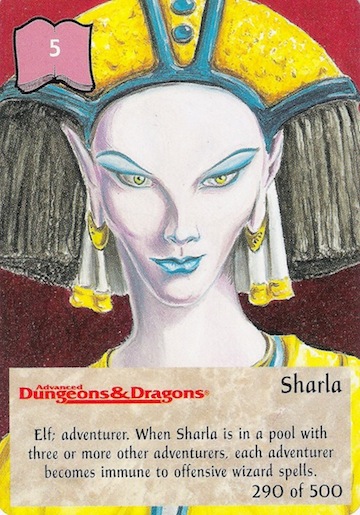 5
Advanced
Dungeons & Dragons®
Sharla
Elf; adventurer. When Sharla is in a pool with
three or more other adventurers, each adventurer
becomes immune to offensive wizard spells.
290 of 500